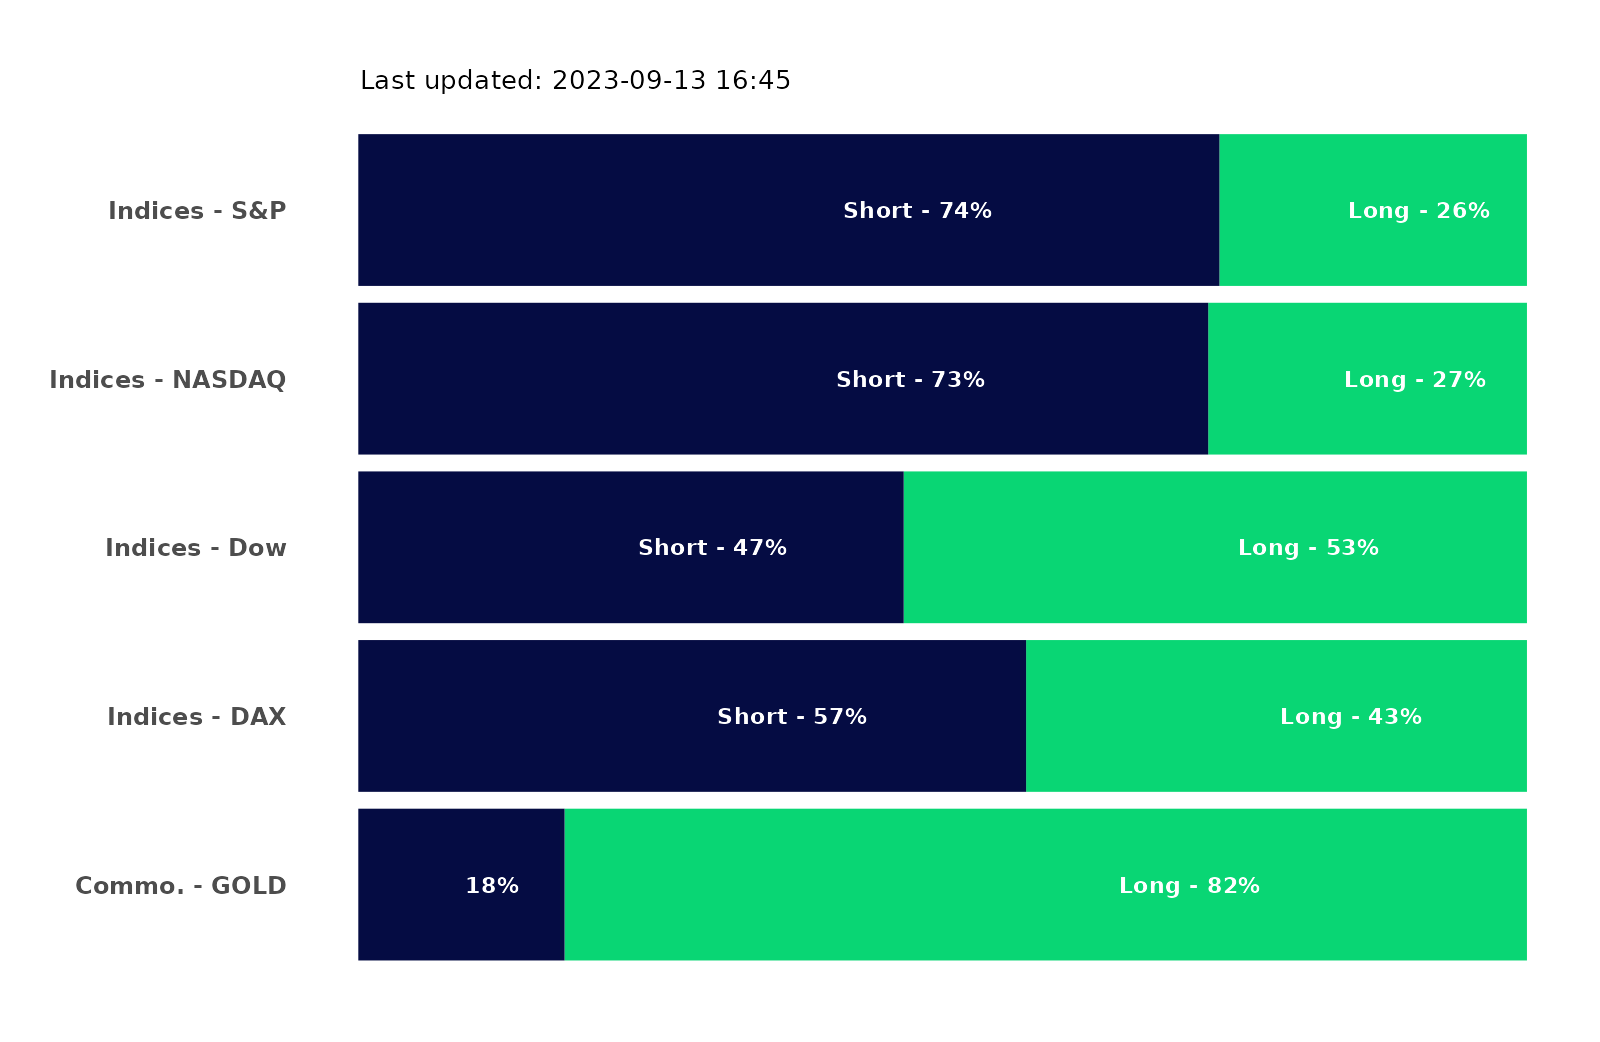 Last updated: 2023-09-13 16:45
Indices - S&P Short - 74% Long - 26%
Indices - NASDAQ Short - 73% Long - 27%
Indices - Dow Short - 47% Long - 53%
Indices - DAX Short - 57% Long - 43%
Commo. - GOLD 18% Long - 82%